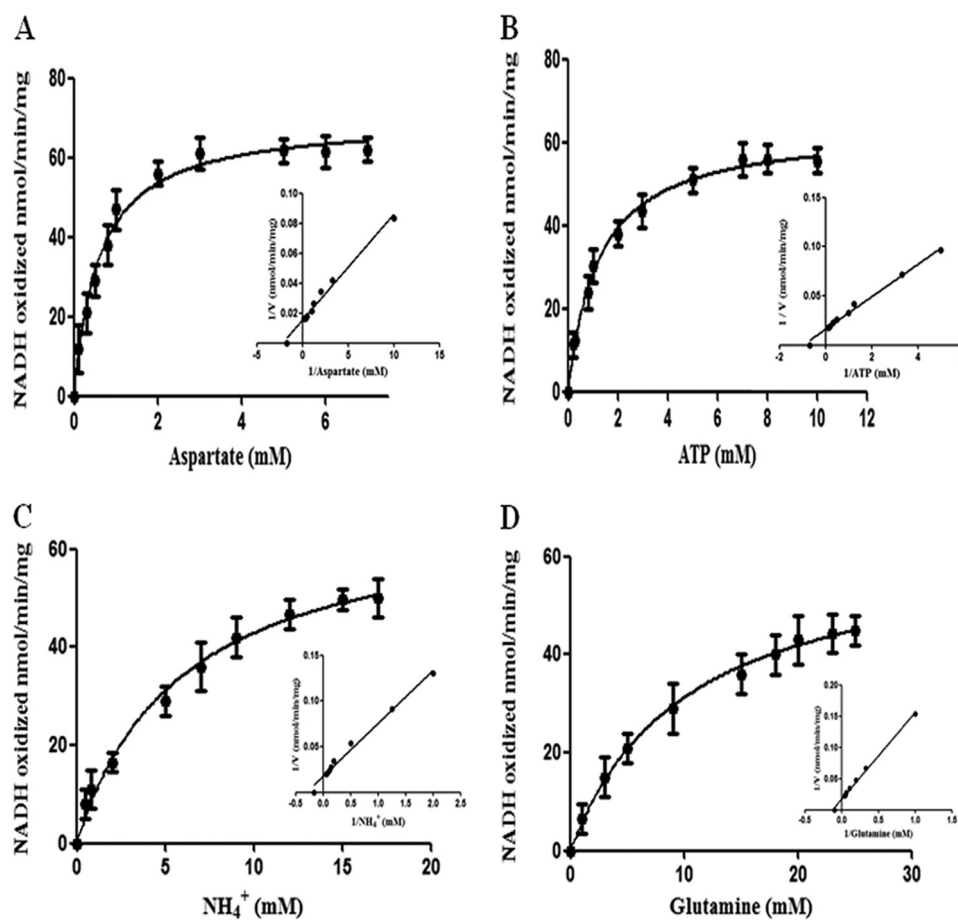 A
NADH oxidized nmol/min/mg
80
60
40
20
0
0 2 4 6
Aspartate (mM)
1/V (nmol/min/mg)
0.10
0.08
0.06
0.04
0.02
-5 0 5 10 15
1/Aspartate (mM)
B
NADH oxidized nmol/min/mg
80
60
40
20
0
0 2 4 6 8 10 12
ATP (mM)
1 / V (nmol/min/mg)
0.15
0.10
0.05
0 2 4
1/ATP (mM)
C
NADH oxidized nmol/min/mg
60
40
20
0
0 5 10 15 20
NH₄⁺ (mM)
1/V (nmol/min/mg)
0.15
0.10
0.05
-0.5 0.0 0.5 1.0 1.5 2.0 2.5
1/NH₄⁺ (mM)
D
NADH oxidized nmol/min/mg
60
40
20
0
0 10 20 30
Glutamine (mM)
1/V (nmol/min/mg)
0.20
0.15
0.10
0.05
-0.5 0.0 0.5 1.0 1.5
1/Glutamine (mM)